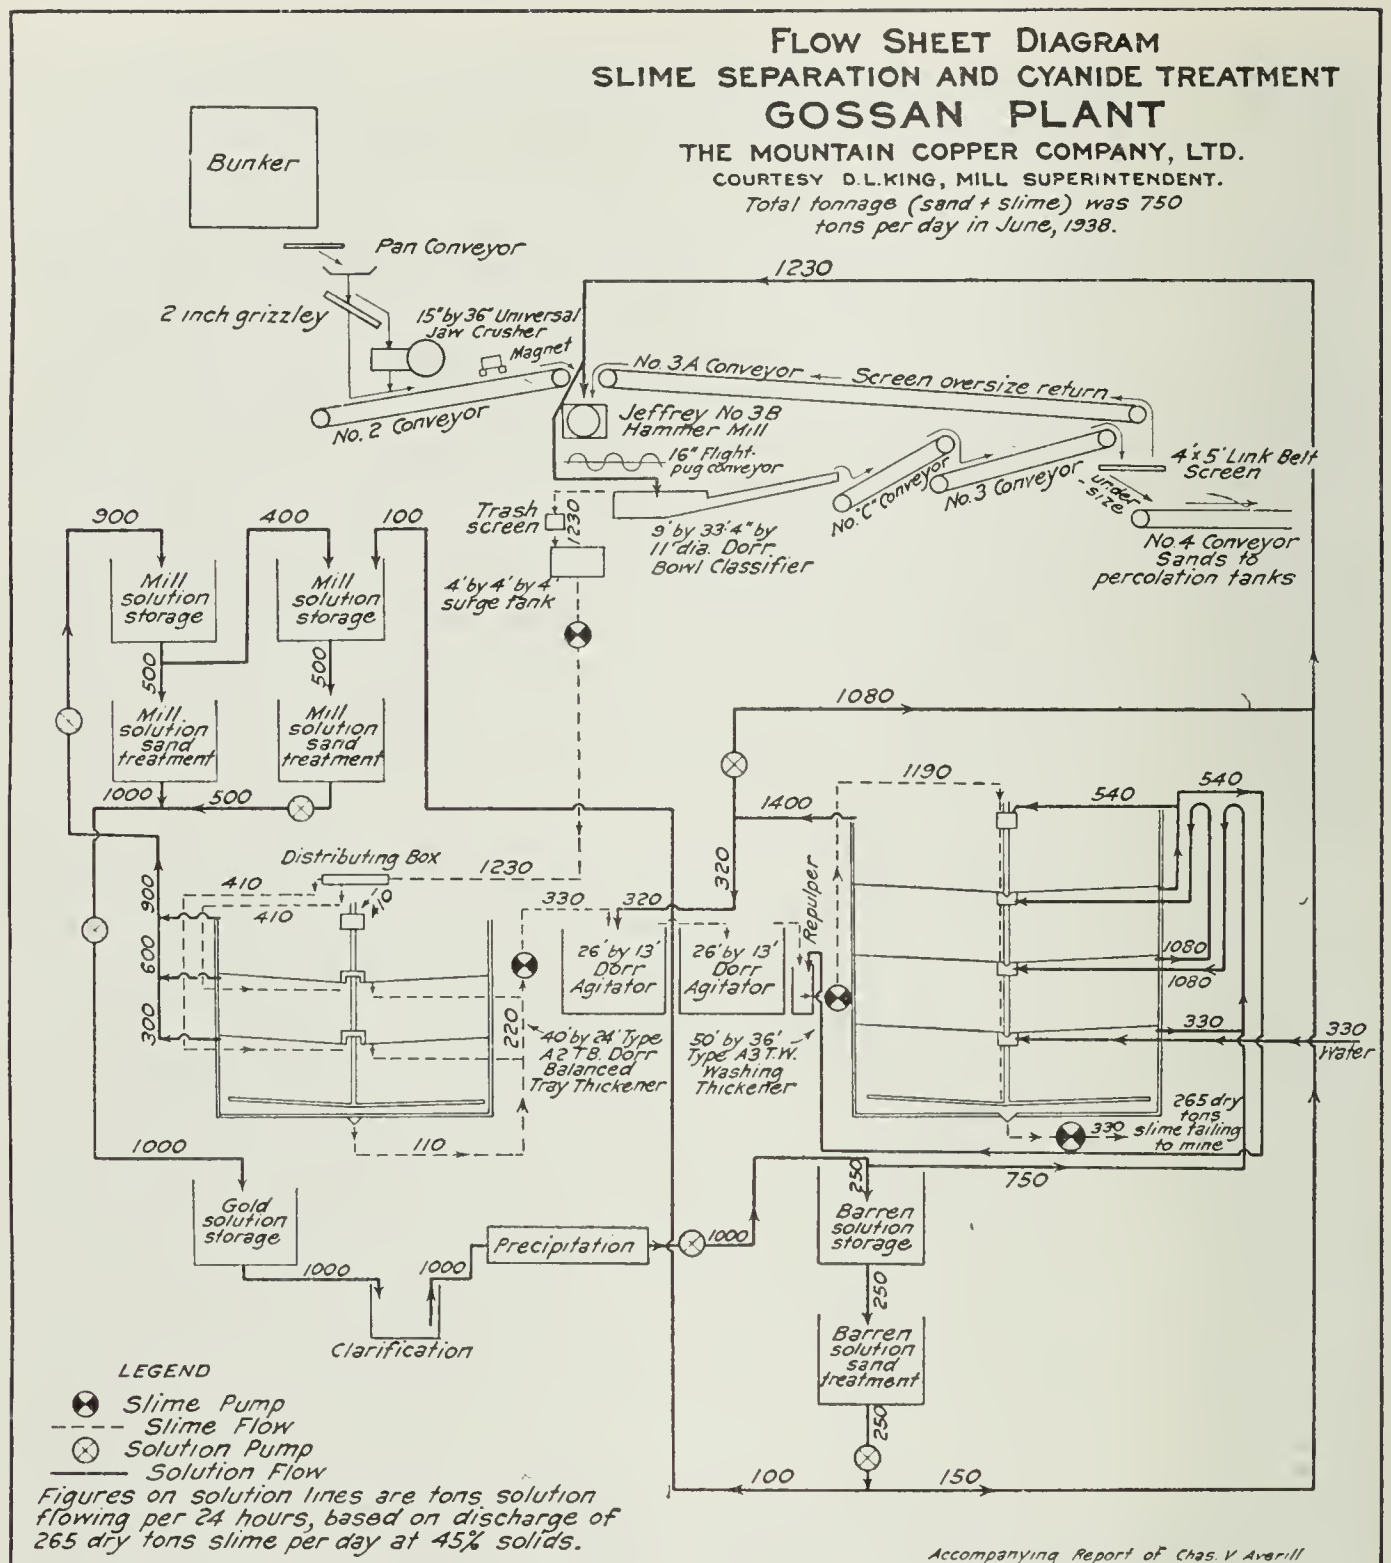 FLOW SHEET DIAGRAM
SLIME SEPARATION AND CYANIDE TREATMENT
GOSSAN PLANT
THE MOUNTAIN COPPER COMPANY, LTD.
COURTESY D.L.KING, MILL SUPERINTENDENT.
Total tonnage (sand + slime) was 750
tons per day in June, 1938.
Bunker
Pan Conveyor
2 inch grizzley
15" by 36" Universal
Jaw Crusher
Magnet
No. 2 Conveyor
1230
No. 3A Conveyor
Screen oversize return
Jeffrey No 3B
Hammer Mill
16" Flight-
pug conveyor
No. "C" Conveyor
No. 3 Conveyor
4' x 5' Link Belt
Screen
under
-size
No. 4 Conveyor
Sands to
percolation tanks
Trash
screen
1230
9' by 33'4" by
11' dia. Dorr
Bowl Classifier
4' by 4' by 4'
surge tank
900
400
100
Mill
solution
storage
Mill
solution
storage
500
500
Mill
solution
sand
treatment
Mill
solution
sand
treatment
1000
500
1080
1190
540
540
1400
320
Distributing Box
1230
410
410
410
330
320
Repulper
900
600
300
26' by 13'
Dorr
Agitator
26' by 13'
Dorr
Agitator
1080
1080
220
40' by 24' Type
A2 T.B. Dorr
Balanced
Tray Thickener
50' by 36'
Type A3 T.W.
Washing
Thickener
330
330
Water
110
265 dry
tons
slime tailing
to mine
330
1000
750
250
Gold
solution
storage
Barren
solution
storage
Precipitation
1000
1000
1000
Clarification
250
Barren
solution
sand
treatment
250
100
150
LEGEND
Slime Pump
Slime Flow
Solution Pump
Solution Flow
Figures on solution lines are tons solution
flowing per 24 hours, based on discharge of
265 dry tons slime per day at 45% solids.
Accompanying Report of Chas. V Averill